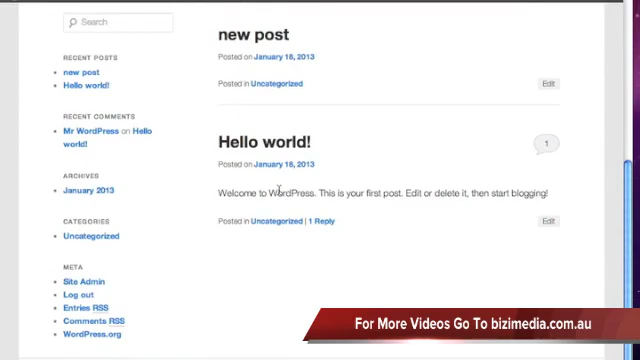 Search
RECENT POSTS
new post
Hello world!
RECENT COMMENTS
Mr WordPress on Hello
world!
ARCHIVES
January 2013
CATEGORIES
Uncategorized
META
Site Admin
Log out
Entries RSS
Comments RSS
WordPress.org
new post
Posted on January 18, 2013
Posted in Uncategorized
Edit
Hello world!
1
Posted on January 18, 2013
Welcome to WordPress. This is your first post. Edit or delete it, then start blogging!
Posted in Uncategorized | 1 Reply
Edit
For More Videos Go To bizimedia.com.au